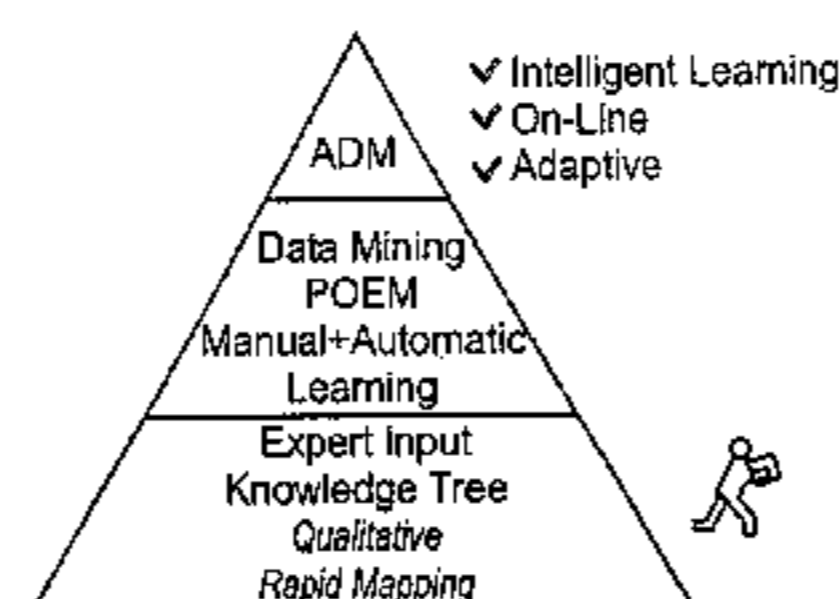 ✓ Intelligent Learning
✓ On-Line
✓ Adaptive
ADM
Data Mining
POEM
Manual+Automatic
Learning
Expert Input
Knowledge Tree
Qualitative
Rapid Mapping